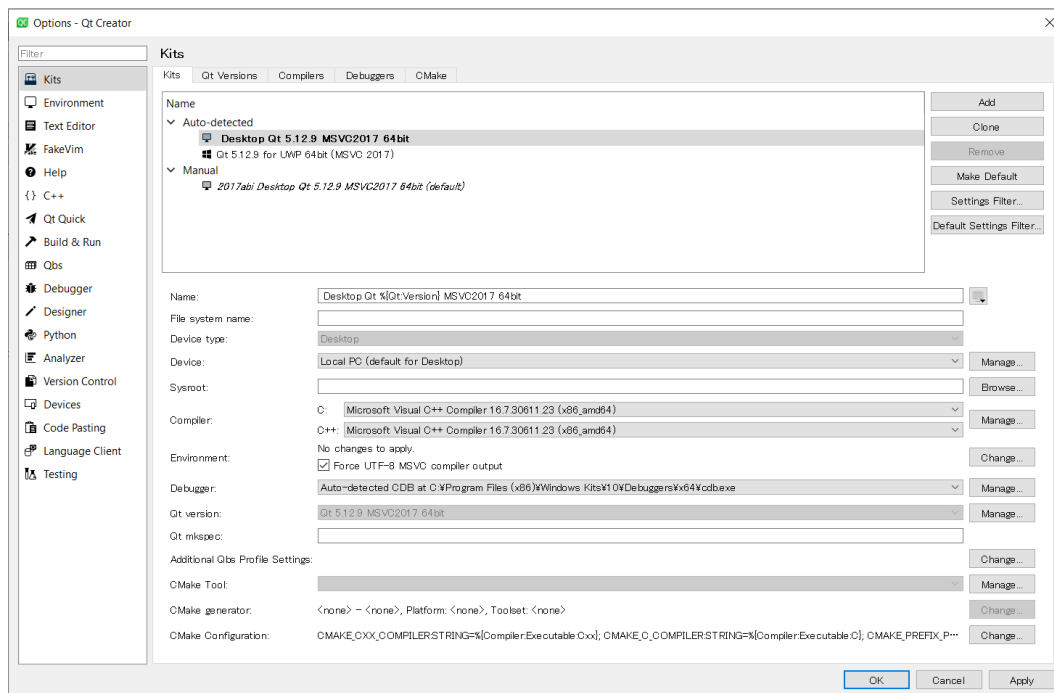 Options - Qt Creator
Filter
Kits
Kits
Environment
Text Editor
FakeVim
Help
{} C++
Qt Quick
Build & Run
Qbs
Debugger
Designer
Python
Analyzer
Version Control
Devices
Code Pasting
Language Client
Testing
Kits Qt Versions Compilers Debuggers CMake
Name
Auto-detected
Desktop Qt 5.12.9 MSVC2017 64bit
Qt 5.12.9 for UWP 64bit (MSVC 2017)
Manual
2017abi Desktop Qt 5.12.9 MSVC2017 64bit (default)
Add
Clone
Remove
Make Default
Settings Filter...
Default Settings Filter...
Name: Desktop Qt %{Qt:Version} MSVC2017 64bit
File system name:
Device type: Desktop
Device: Local PC (default for Desktop) Manage...
Sysroot: Browse...
Compiler: Manage...
C: Microsoft Visual C++ Compiler 16.7.30611.23 (x86_amd64)
C++: Microsoft Visual C++ Compiler 16.7.30611.23 (x86_amd64)
Environment: Change...
No changes to apply.
Force UTF-8 MSVC compiler output
Debugger: Auto-detected CDB at C:¥Program Files (x86)¥Windows Kits¥10¥Debuggers¥x64¥cdb.exe Manage...
Qt version: Qt 5.12.9 MSVC2017 64bit Manage...
Qt mkspec:
Additional Qbs Profile Settings: Change...
CMake Tool: Manage...
CMake generator: <none> - <none>, Platform: <none>, Toolset: <none> Change...
CMake Configuration: CMAKE_CXX_COMPILER:STRING=%{Compiler:Executable:Cxx}; CMAKE_C_COMPILER:STRING=%{Compiler:Executable:C}; CMAKE_PREFIX_P… Change...
OK Cancel Apply